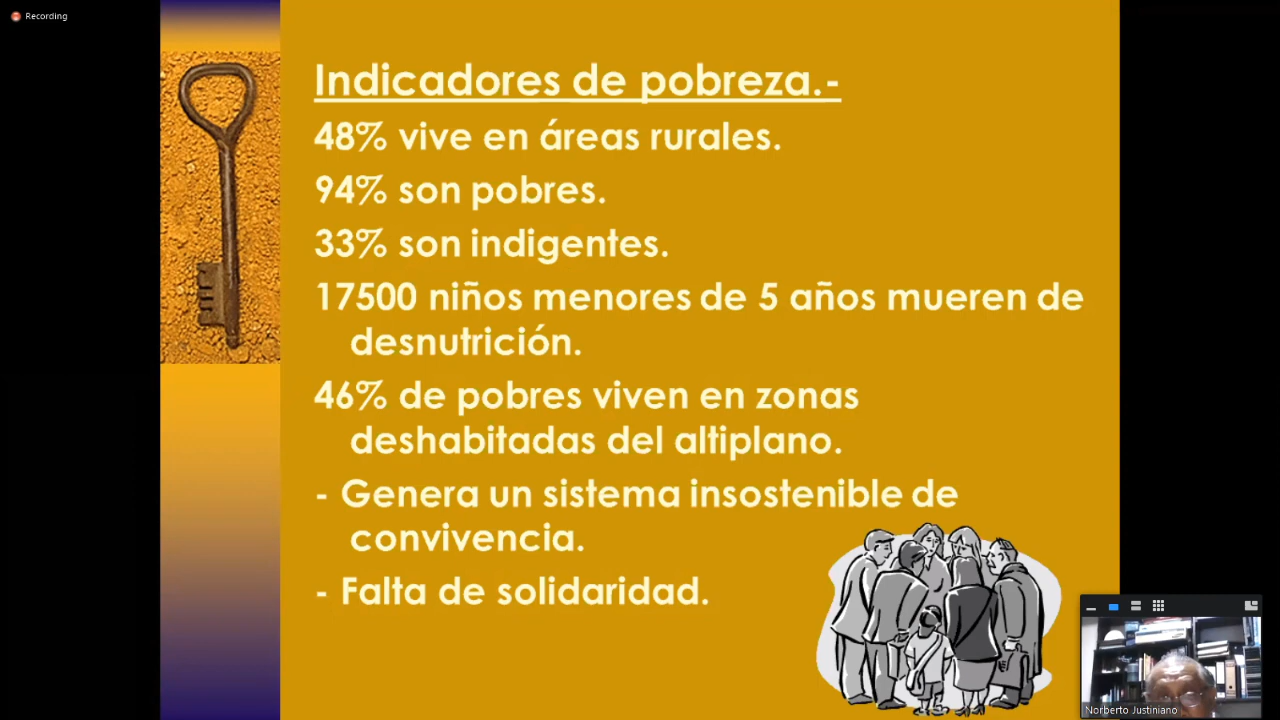 Recording
Indicadores de pobreza.-
48% vive en áreas rurales.
94% son pobres.
33% son indigentes.
17500 niños menores de 5 años mueren de
desnutrición.
46% de pobres viven en zonas
deshabitadas del altiplano.
- Genera un sistema insostenible de
convivencia.
- Falta de solidaridad.
Norberto Justiniano